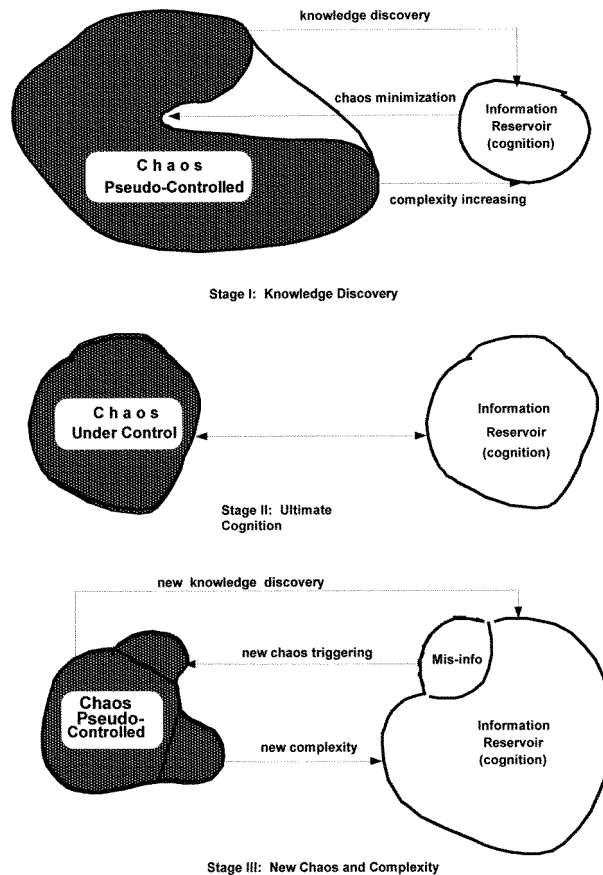 knowledge discovery
chaos minimization
Information
Reservoir
(cognition)
C h a o s
Pseudo-Controlled
complexity increasing
Stage I: Knowledge Discovery
C h a o s
Under Control
Information
Reservoir
(cognition)
Stage II: Ultimate
Cognition
new knowledge discovery
new chaos triggering
Mis-info
Chaos
Pseudo-
Controlled
Information
Reservoir
(cognition)
new complexity
Stage III: New Chaos and Complexity